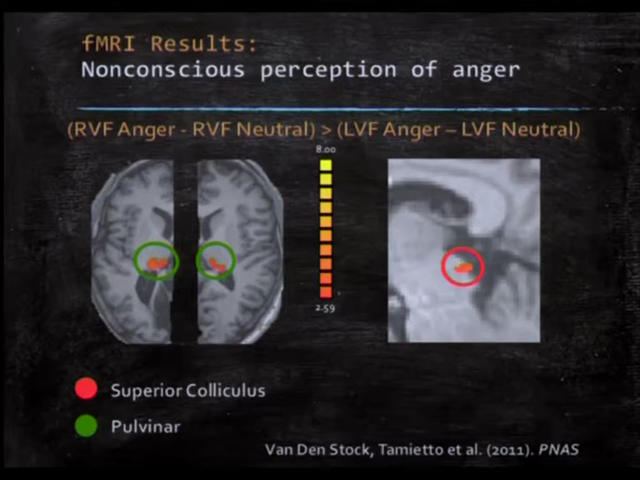 fMRI Results:
Nonconscious perception of anger
(RVF Anger - RVF Neutral) > (LVF Anger – LVF Neutral)
8.00
2.59
Superior Colliculus
Pulvinar
Van Den Stock, Tamietto et al. (2011). PNAS